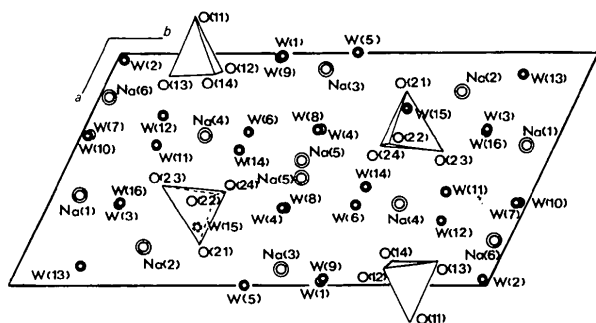 O(11)
b
W(1) W(5)
W(2) O(12) W(9) Na(3) O(21) Na(2) W(13)
a
Na(6) O(13) O(14)
W(7) W(12) Na(4) W(6) W(8) W(15) W(3)
W(10) W(4) O(22) W(16) Na(1)
W(11) W(14) Na(5) O(24) O(23)
O(23) O(24) Na(5) W(14) W(11)
Na(1) W(16) O(22) W(8) Na(4) W(7) W(10)
W(3) W(15) W(4) W(6) W(12)
O(21)
Na(2) Na(3) O(14) Na(6)
W(13) W(9) O(12) O(13) W(2)
W(5) W(1)
O(11)